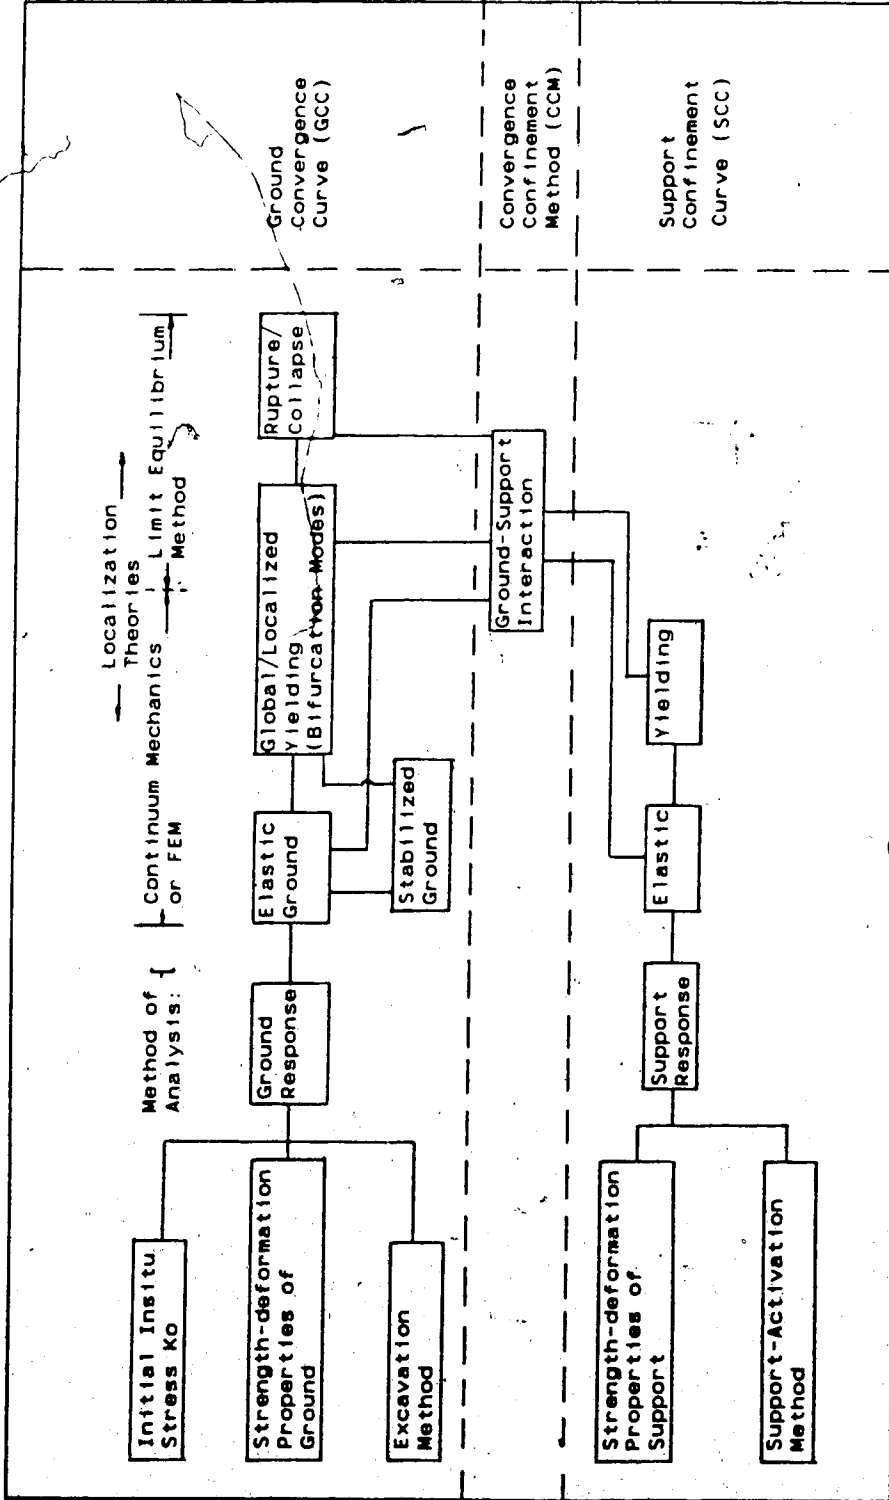 Localization
Theories
Method of
Analysis: {
Continuum Mechanics
or FEM
Limit Equilibrium
Method
Initial Insitu
Stress Ko
Strength-deformation
Properties of
Ground
Excavation
Method
Ground
Response
Elastic
Ground
Stabilized
Ground
Global/Localized
Yielding
(Bifurcation Modes)
Rupture/
Collapse
Ground
Convergence
Curve (GCC)
Ground-Support
Interaction
Convergence
Confinement
Method (CCM)
Strength-deformation
Properties of
Support
Support-Activation
Method
Support
Response
Elastic
Yielding
Support
Confinement
Curve (SCC)